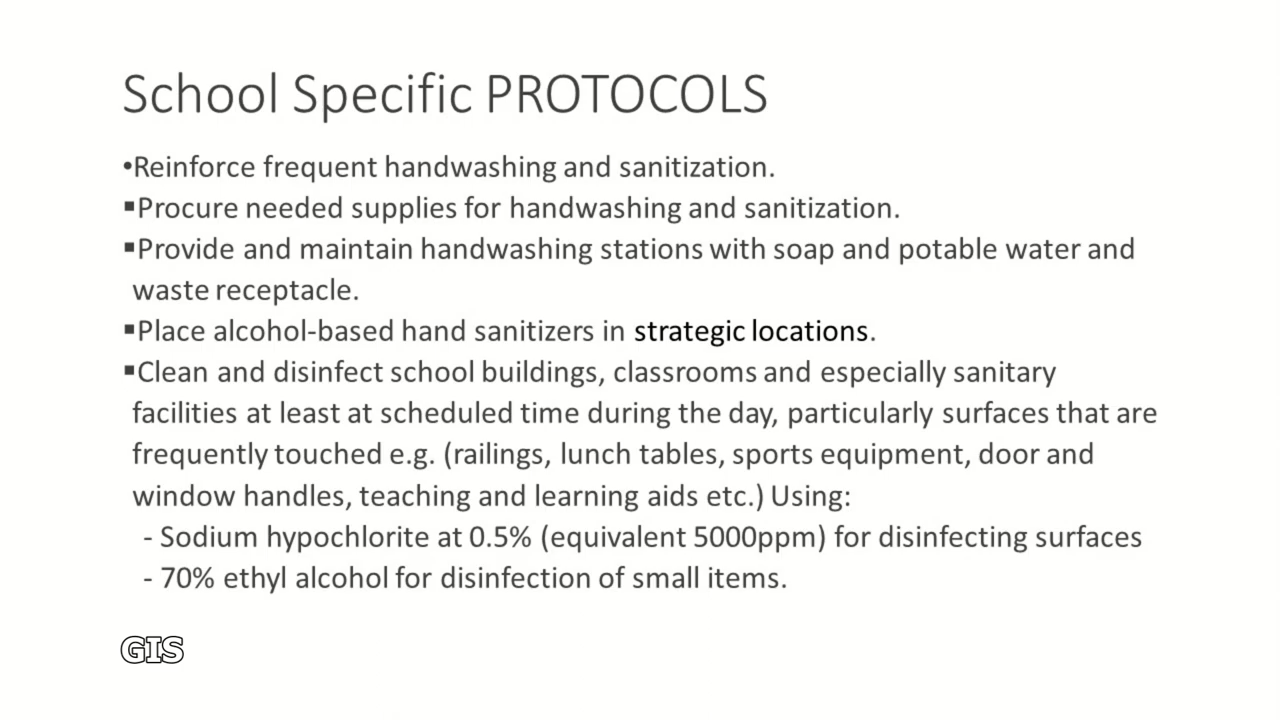 School Specific PROTOCOLS
•Reinforce frequent handwashing and sanitization.
▪Procure needed supplies for handwashing and sanitization.
▪Provide and maintain handwashing stations with soap and potable water and
waste receptacle.
▪Place alcohol-based hand sanitizers in strategic locations.
▪Clean and disinfect school buildings, classrooms and especially sanitary
facilities at least at scheduled time during the day, particularly surfaces that are
frequently touched e.g. (railings, lunch tables, sports equipment, door and
window handles, teaching and learning aids etc.) Using:
- Sodium hypochlorite at 0.5% (equivalent 5000ppm) for disinfecting surfaces
- 70% ethyl alcohol for disinfection of small items.
GIS